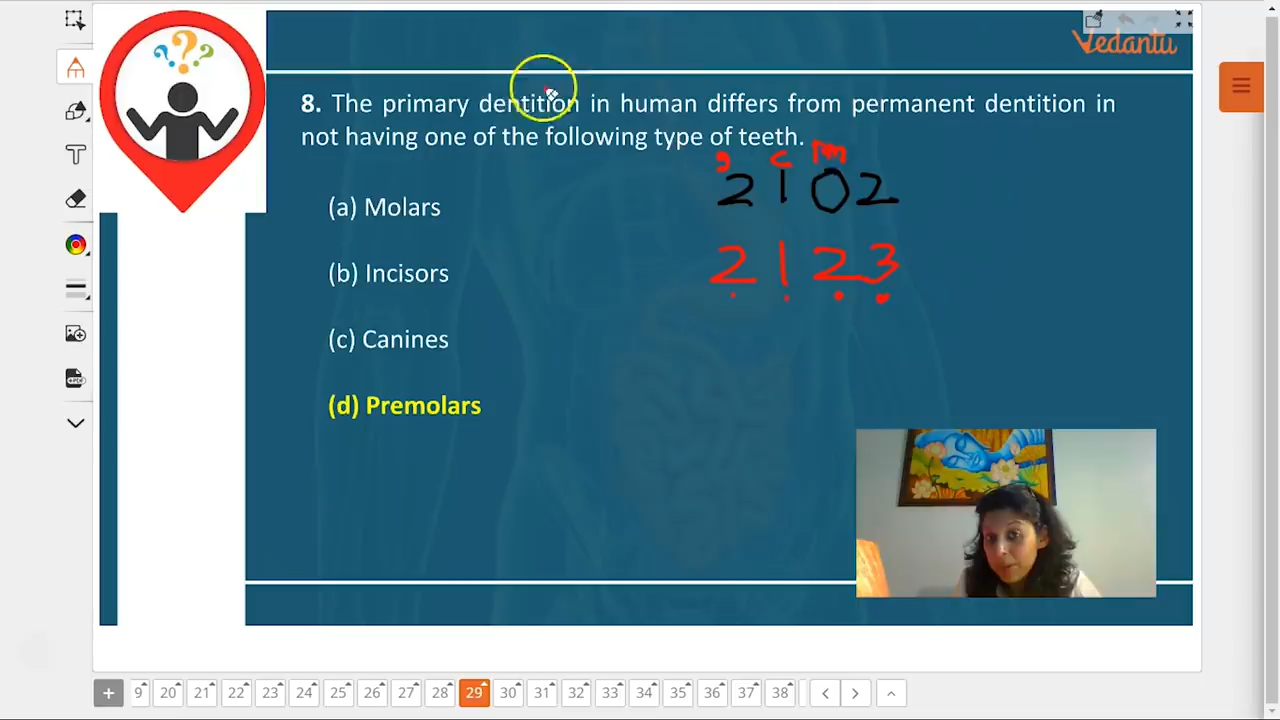 Vedantu
8. The primary dentition in human differs from permanent dentition in
not having one of the following type of teeth.
c
2 1 0 2
(a) Molars
2 1 2 3
(b) Incisors
(c) Canines
(d) Premolars
9 20 21 22 23 24 25 26 27 28 29 30 31 32 33 34 35 36 37 38